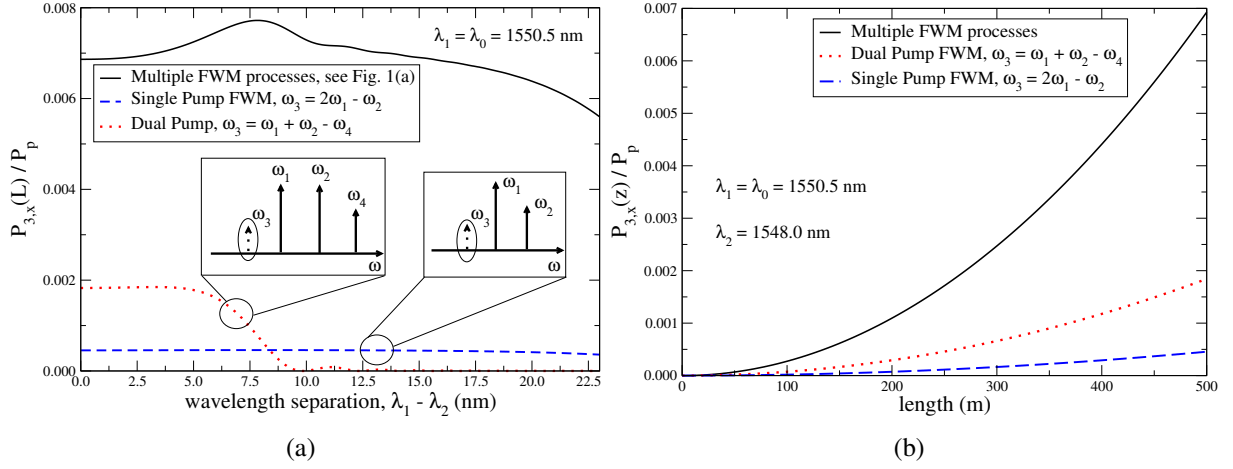 0.008
0.006
0.004
0.002
0.000
P3,x(L) / Pp
λ1 = λ0 = 1550.5 nm
Multiple FWM processes, see Fig. 1(a)
Single Pump FWM, ω3 = 2ω1 - ω2
Dual Pump, ω3 = ω1 + ω2 - ω4
ω1
ω2
ω3
ω4
ω
ω1
ω3
ω2
ω
0.0 2.5 5.0 7.5 10.0 12.5 15.0 17.5 20.0 22.5
wavelength separation, λ1 - λ2 (nm)
(a)
0.007
0.006
0.005
0.004
0.003
0.002
0.001
0.000
P3,x(z) / Pp
Multiple FWM processes
Dual Pump FWM, ω3 = ω1 + ω2 - ω4
Single Pump FWM, ω3 = 2ω1 - ω2
λ1 = λ0 = 1550.5 nm
λ2 = 1548.0 nm
0 100 200 300 400 500
length (m)
(b)